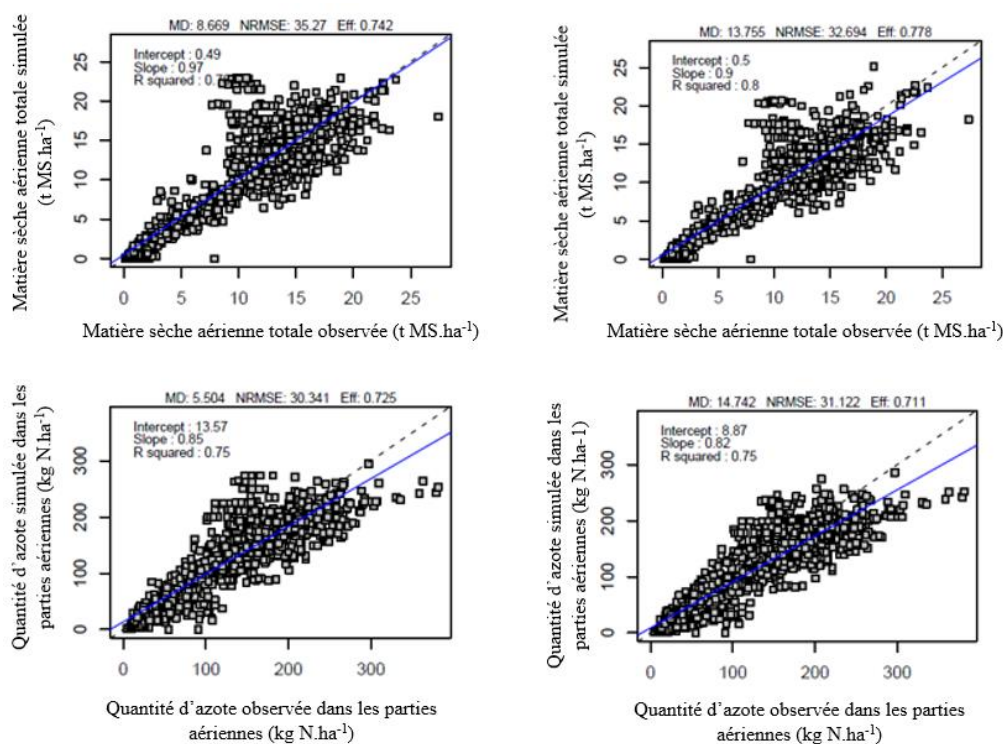 MD: 8.669 NRMSE: 35.27 Eff: 0.742
Intercept : 0.49
Slope : 0.97
R squared : 0.7
Matière sèche aérienne totale simulée
(t MS.ha⁻¹)
0 5 10 15 20 25
0 5 10 15 20 25
Matière sèche aérienne totale observée (t MS.ha⁻¹)
MD: 13.755 NRMSE: 32.694 Eff: 0.778
Intercept : 0.5
Slope : 0.9
R squared : 0.8
Matière sèche aérienne totale simulée
(t MS.ha⁻¹)
0 5 10 15 20 25
0 5 10 15 20 25
Matière sèche aérienne totale observée (t MS.ha⁻¹)
MD: 5.504 NRMSE: 30.341 Eff: 0.725
Intercept : 13.57
Slope : 0.85
R squared : 0.75
Quantité d'azote simulée dans les
parties aériennes (kg N.ha⁻¹)
0 100 200 300
0 100 200 300
Quantité d'azote observée dans les parties
aériennes (kg N.ha⁻¹)
MD: 14.742 NRMSE: 31.122 Eff: 0.711
Intercept : 8.87
Slope : 0.82
R squared : 0.75
Quantité d'azote simulée dans les
parties aériennes (kg N.ha-1)
0 100 200 300
0 100 200 300
Quantité d'azote observée dans les parties
aériennes (kg N.ha⁻¹)